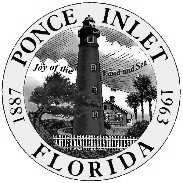 PONCE INLET
Joy of the
Land and Sea
1887
1963
FLORIDA